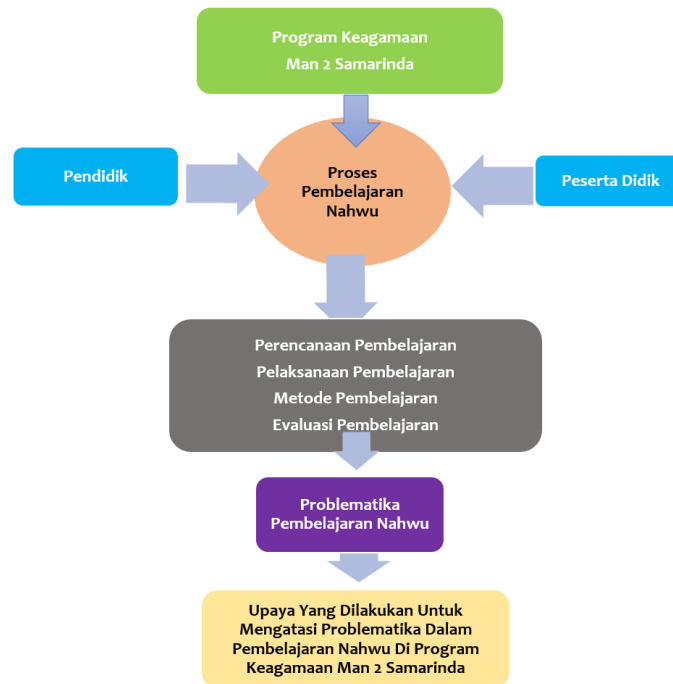 Program Keagamaan
Man 2 Samarinda
Pendidik
Proses
Pembelajaran
Nahwu
Peserta Didik
Perencanaan Pembelajaran
Pelaksanaan Pembelajaran
Metode Pembelajaran
Evaluasi Pembelajaran
Problematika
Pembelajaran Nahwu
Upaya Yang Dilakukan Untuk
Mengatasi Problematika Dalam
Pembelajaran Nahwu Di Program
Keagamaan Man 2 Samarinda